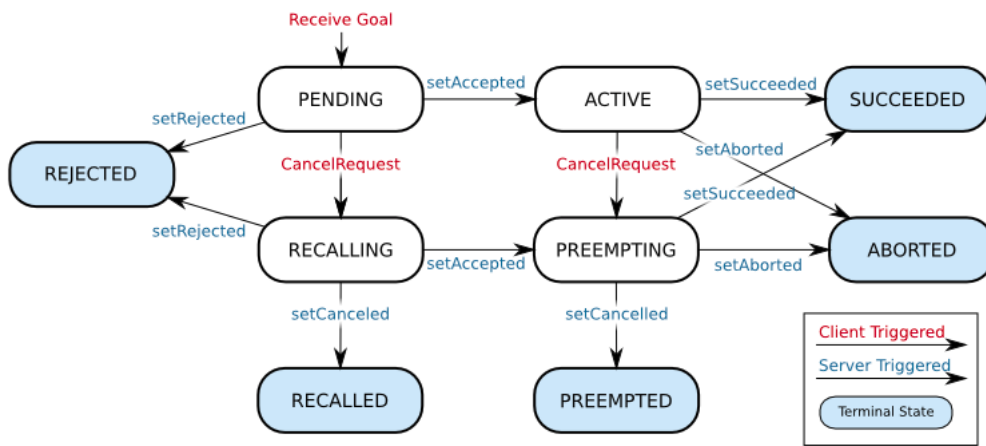 Receive Goal
PENDING
setAccepted
ACTIVE
setSucceeded
SUCCEEDED
setRejected
REJECTED
CancelRequest
CancelRequest
setAborted
setSucceeded
setRejected
RECALLING
setAccepted
PREEMPTING
setAborted
ABORTED
setCanceled
setCancelled
RECALLED
PREEMPTED
Client Triggered
Server Triggered
Terminal State